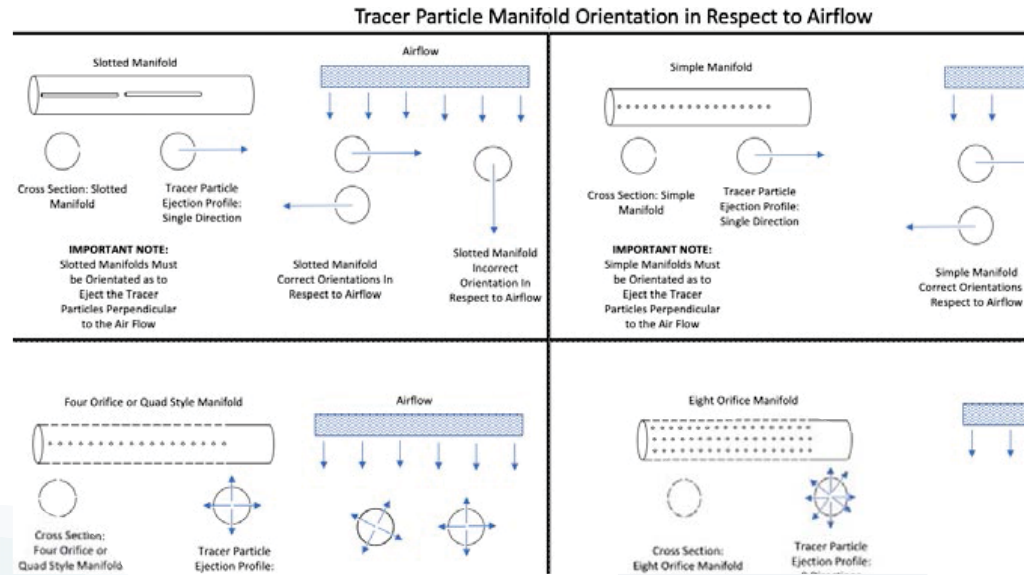 Tracer Particle Manifold Orientation in Respect to Airflow
Slotted Manifold
Airflow
Cross Section: Slotted
Manifold
Tracer Particle
Ejection Profile:
Single Direction
IMPORTANT NOTE:
Slotted Manifolds Must
be Orientated as to
Eject the Tracer
Particles Perpendicular
to the Air Flow
Slotted Manifold
Correct Orientations In
Respect to Airflow
Slotted Manifold
Incorrect
Orientation In
Respect to Airflow
Simple Manifold
Cross Section: Simple
Manifold
Tracer Particle
Ejection Profile:
Single Direction
IMPORTANT NOTE:
Simple Manifolds Must
be Orientated as to
Eject the Tracer
Particles Perpendicular
to the Air Flow
Simple Manifold
Correct Orientations
Respect to Airflow
Four Orifice or Quad Style Manifold
Airflow
Cross Section:
Four Orifice or
Quad Style Manifold
Tracer Particle
Ejection Profile:
Eight Orifice Manifold
Cross Section:
Eight Orifice Manifold
Tracer Particle
Ejection Profile: